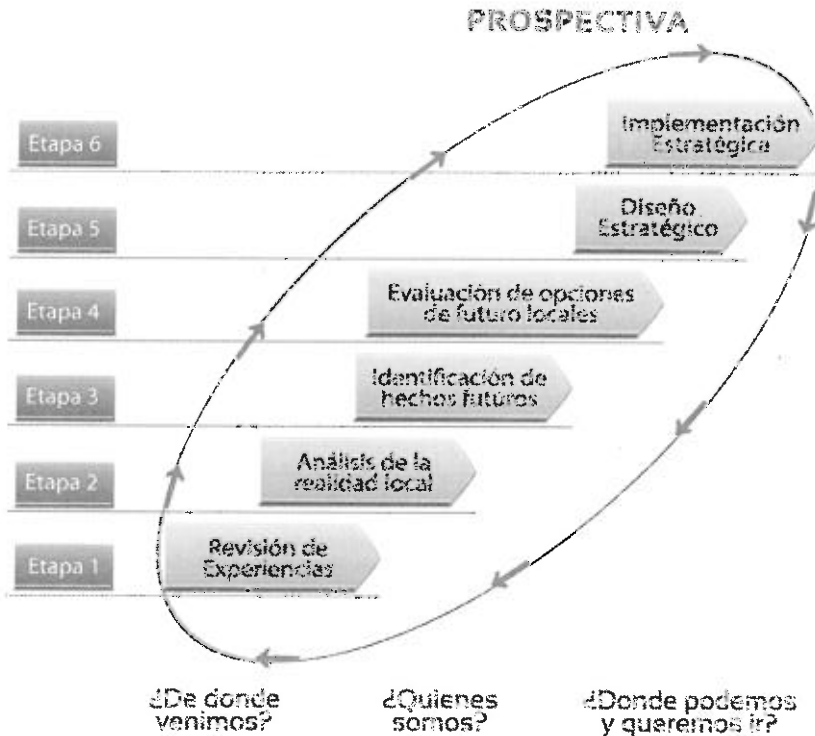 PROSPECTIVA
Etapa 6
Implementación
Estratégica
Etapa 5
Diseño
Estratégico
Etapa 4
Evaluación de opciones
de futuro locales
Etapa 3
Identificación de
hechos futuros
Etapa 2
Análisis de la
realidad local
Etapa 1
Revisión de
Experiencias
¿De donde
venimos?
¿Quienes
somos?
¿Donde podemos
y queremos ir?